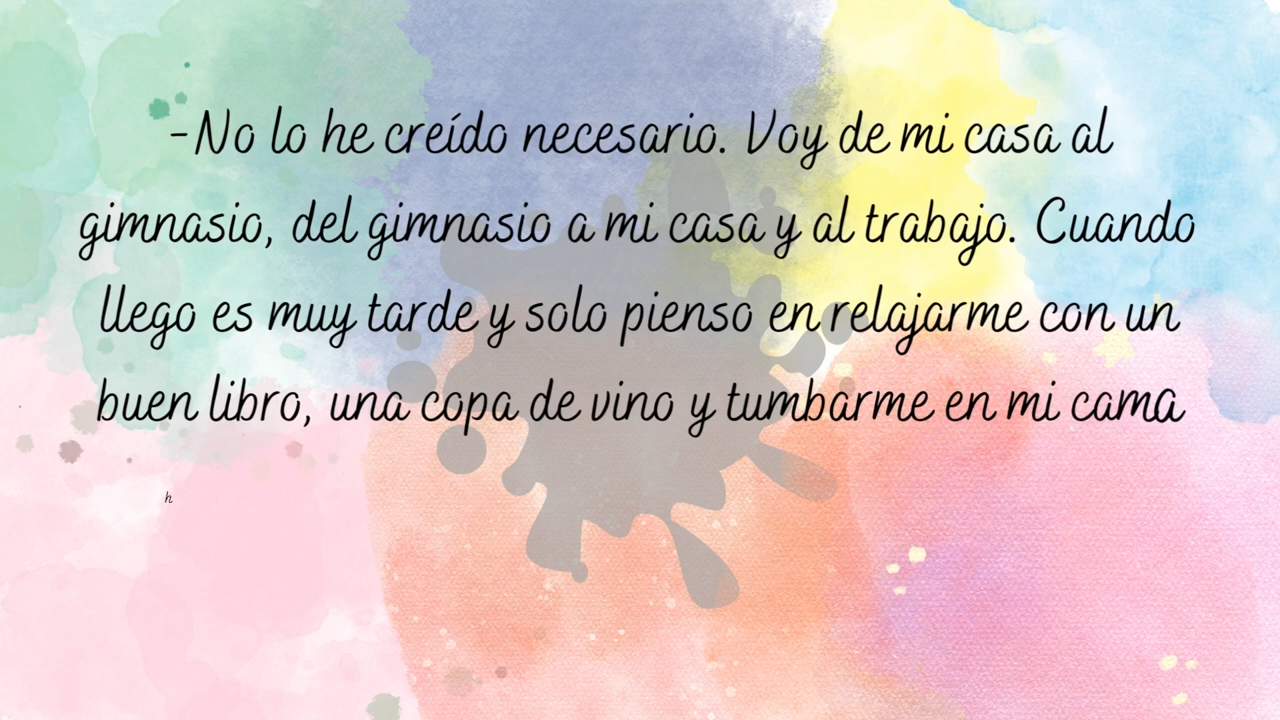 -No lo he creído necesario. Voy de mi casa al
gimnasio, del gimnasio a mi casa y al trabajo. Cuando
llego es muy tarde y solo pienso en relajarme con un
buen libro, una copa de vino y tumbarme en mi cama
h